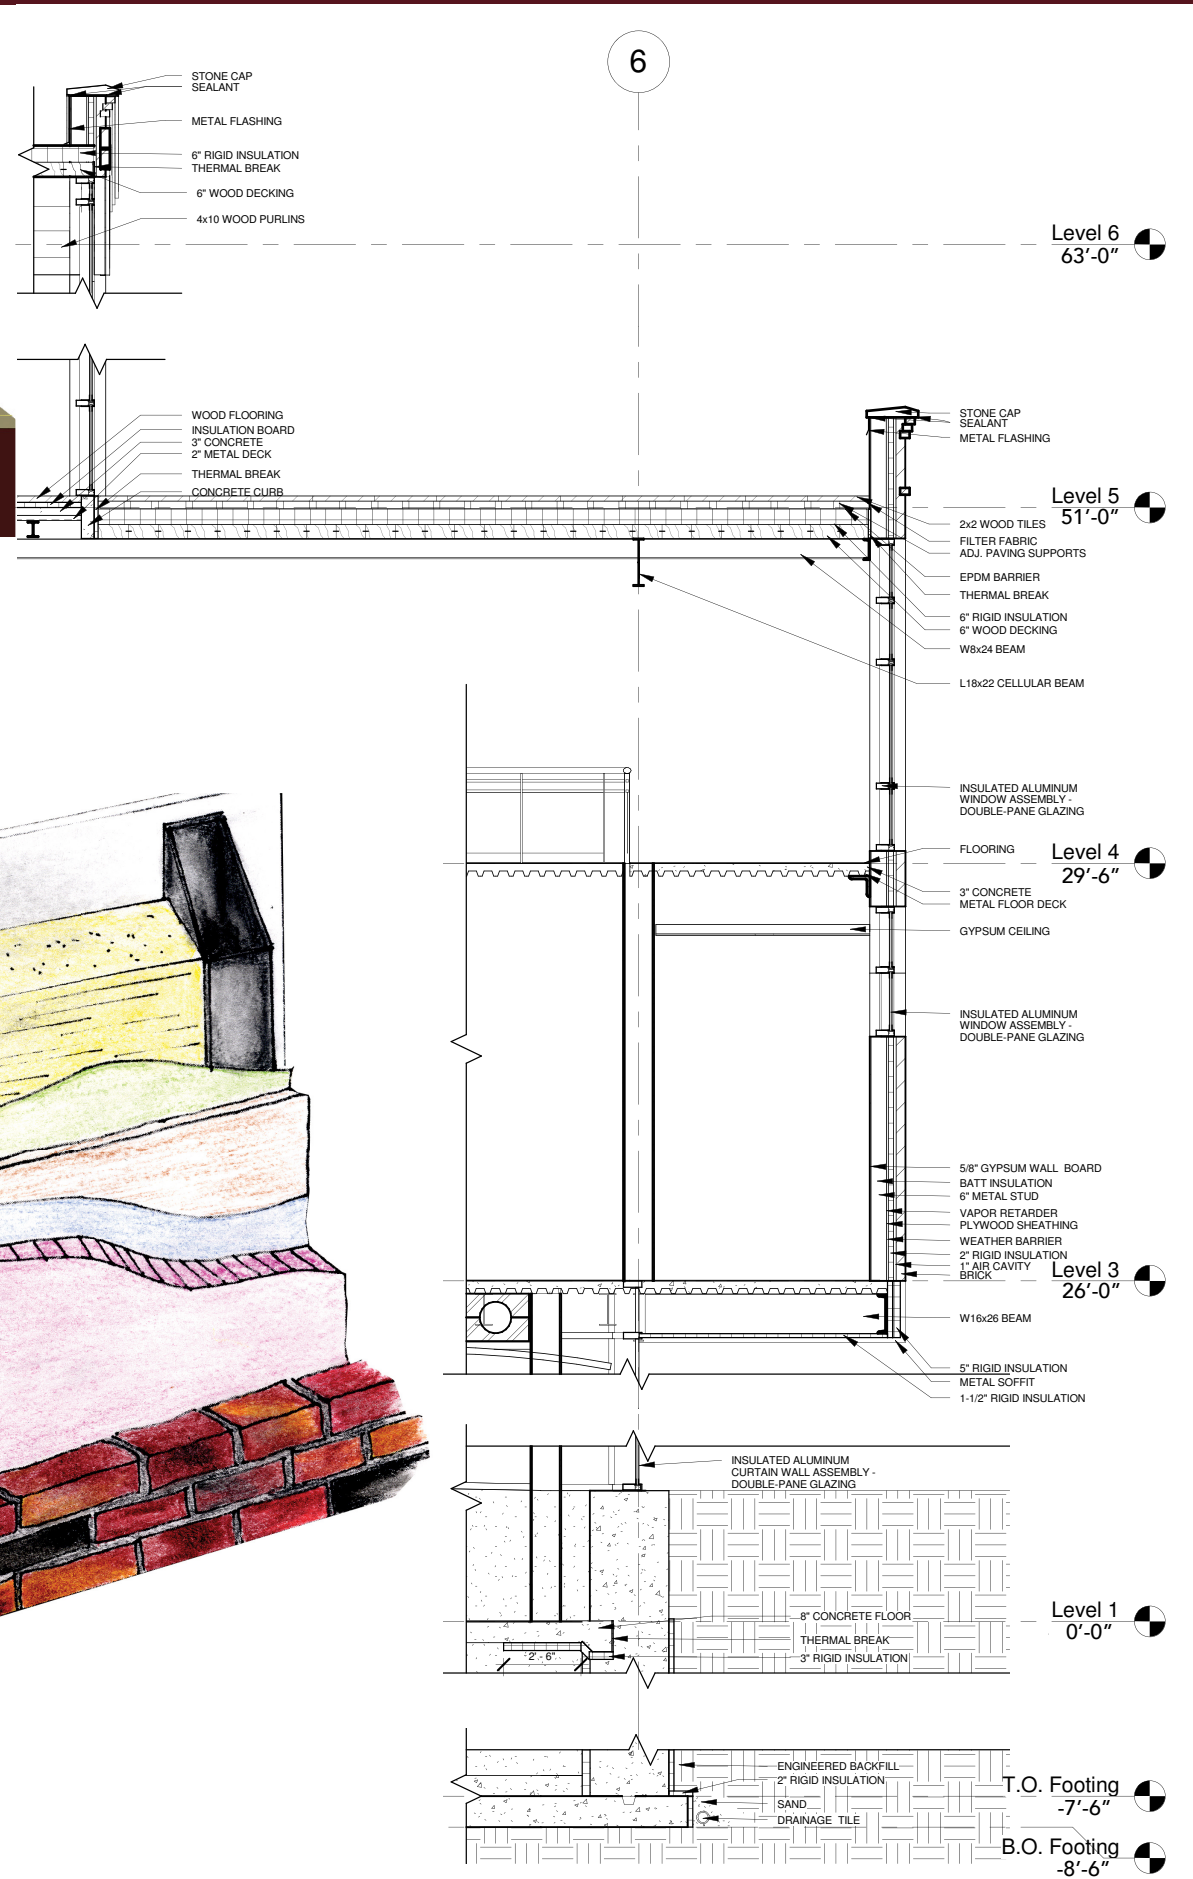 6
STONE CAP
SEALANT
METAL FLASHING
6" RIGID INSULATION
THERMAL BREAK
6" WOOD DECKING
4x10 WOOD PURLINS
Level 6
63'-0"
WOOD FLOORING
INSULATION BOARD
3" CONCRETE
2" METAL DECK
THERMAL BREAK
CONCRETE CURB
STONE CAP
SEALANT
METAL FLASHING
Level 5
51'-0"
2x2 WOOD TILES
FILTER FABRIC
ADJ. PAVING SUPPORTS
EPDM BARRIER
THERMAL BREAK
6" RIGID INSULATION
6" WOOD DECKING
W8x24 BEAM
L18x22 CELLULAR BEAM
INSULATED ALUMINUM
WINDOW ASSEMBLY -
DOUBLE-PANE GLAZING
FLOORING
Level 4
29'-6"
3" CONCRETE
METAL FLOOR DECK
GYPSUM CEILING
INSULATED ALUMINUM
WINDOW ASSEMBLY -
DOUBLE-PANE GLAZING
5/8" GYPSUM WALL BOARD
BATT INSULATION
6" METAL STUD
VAPOR RETARDER
PLYWOOD SHEATHING
WEATHER BARRIER
2" RIGID INSULATION
1" AIR CAVITY
BRICK
Level 3
26'-0"
W16x26 BEAM
5" RIGID INSULATION
METAL SOFFIT
1-1/2" RIGID INSULATION
INSULATED ALUMINUM
CURTAIN WALL ASSEMBLY -
DOUBLE-PANE GLAZING
8" CONCRETE FLOOR
THERMAL BREAK
3" RIGID INSULATION
2' - 6"
Level 1
0'-0"
ENGINEERED BACKFILL
2" RIGID INSULATION
SAND
DRAINAGE TILE
T.O. Footing
-7'-6"
B.O. Footing
-8'-6"